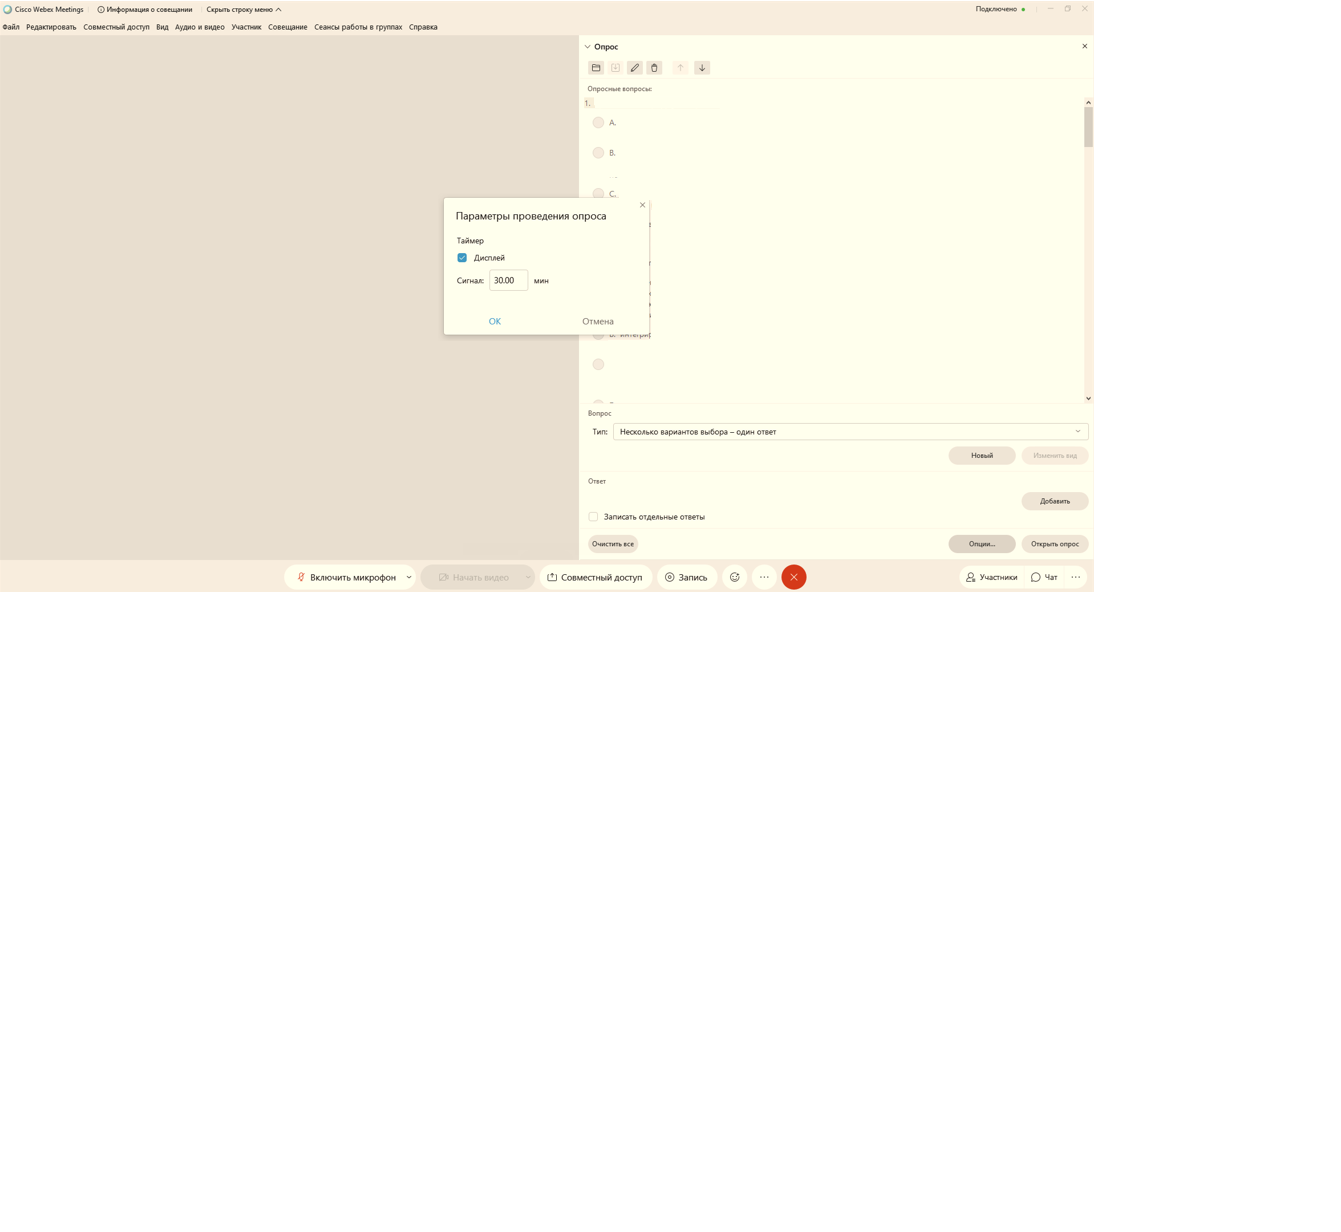 Cisco Webex Meetings
Информация о совещании
Скрыть строку меню
Подключено
Файл Редактировать Совместный доступ Вид Аудио и видео Участник Совещание Сеансы работы в группах Справка
Опрос
Опросные вопросы:
1.
A.
B.
C.
Параметры проведения опроса
Таймер
Дисплей
Сигнал: 30.00 мин
OK Отмена
Вопрос
Тип: Несколько вариантов выбора – один ответ
Новый Изменить вид
Ответ
Добавить
Записать отдельные ответы
Очистить все Опции... Открыть опрос
Включить микрофон Начать видео Совместный доступ Запись Участники Чат